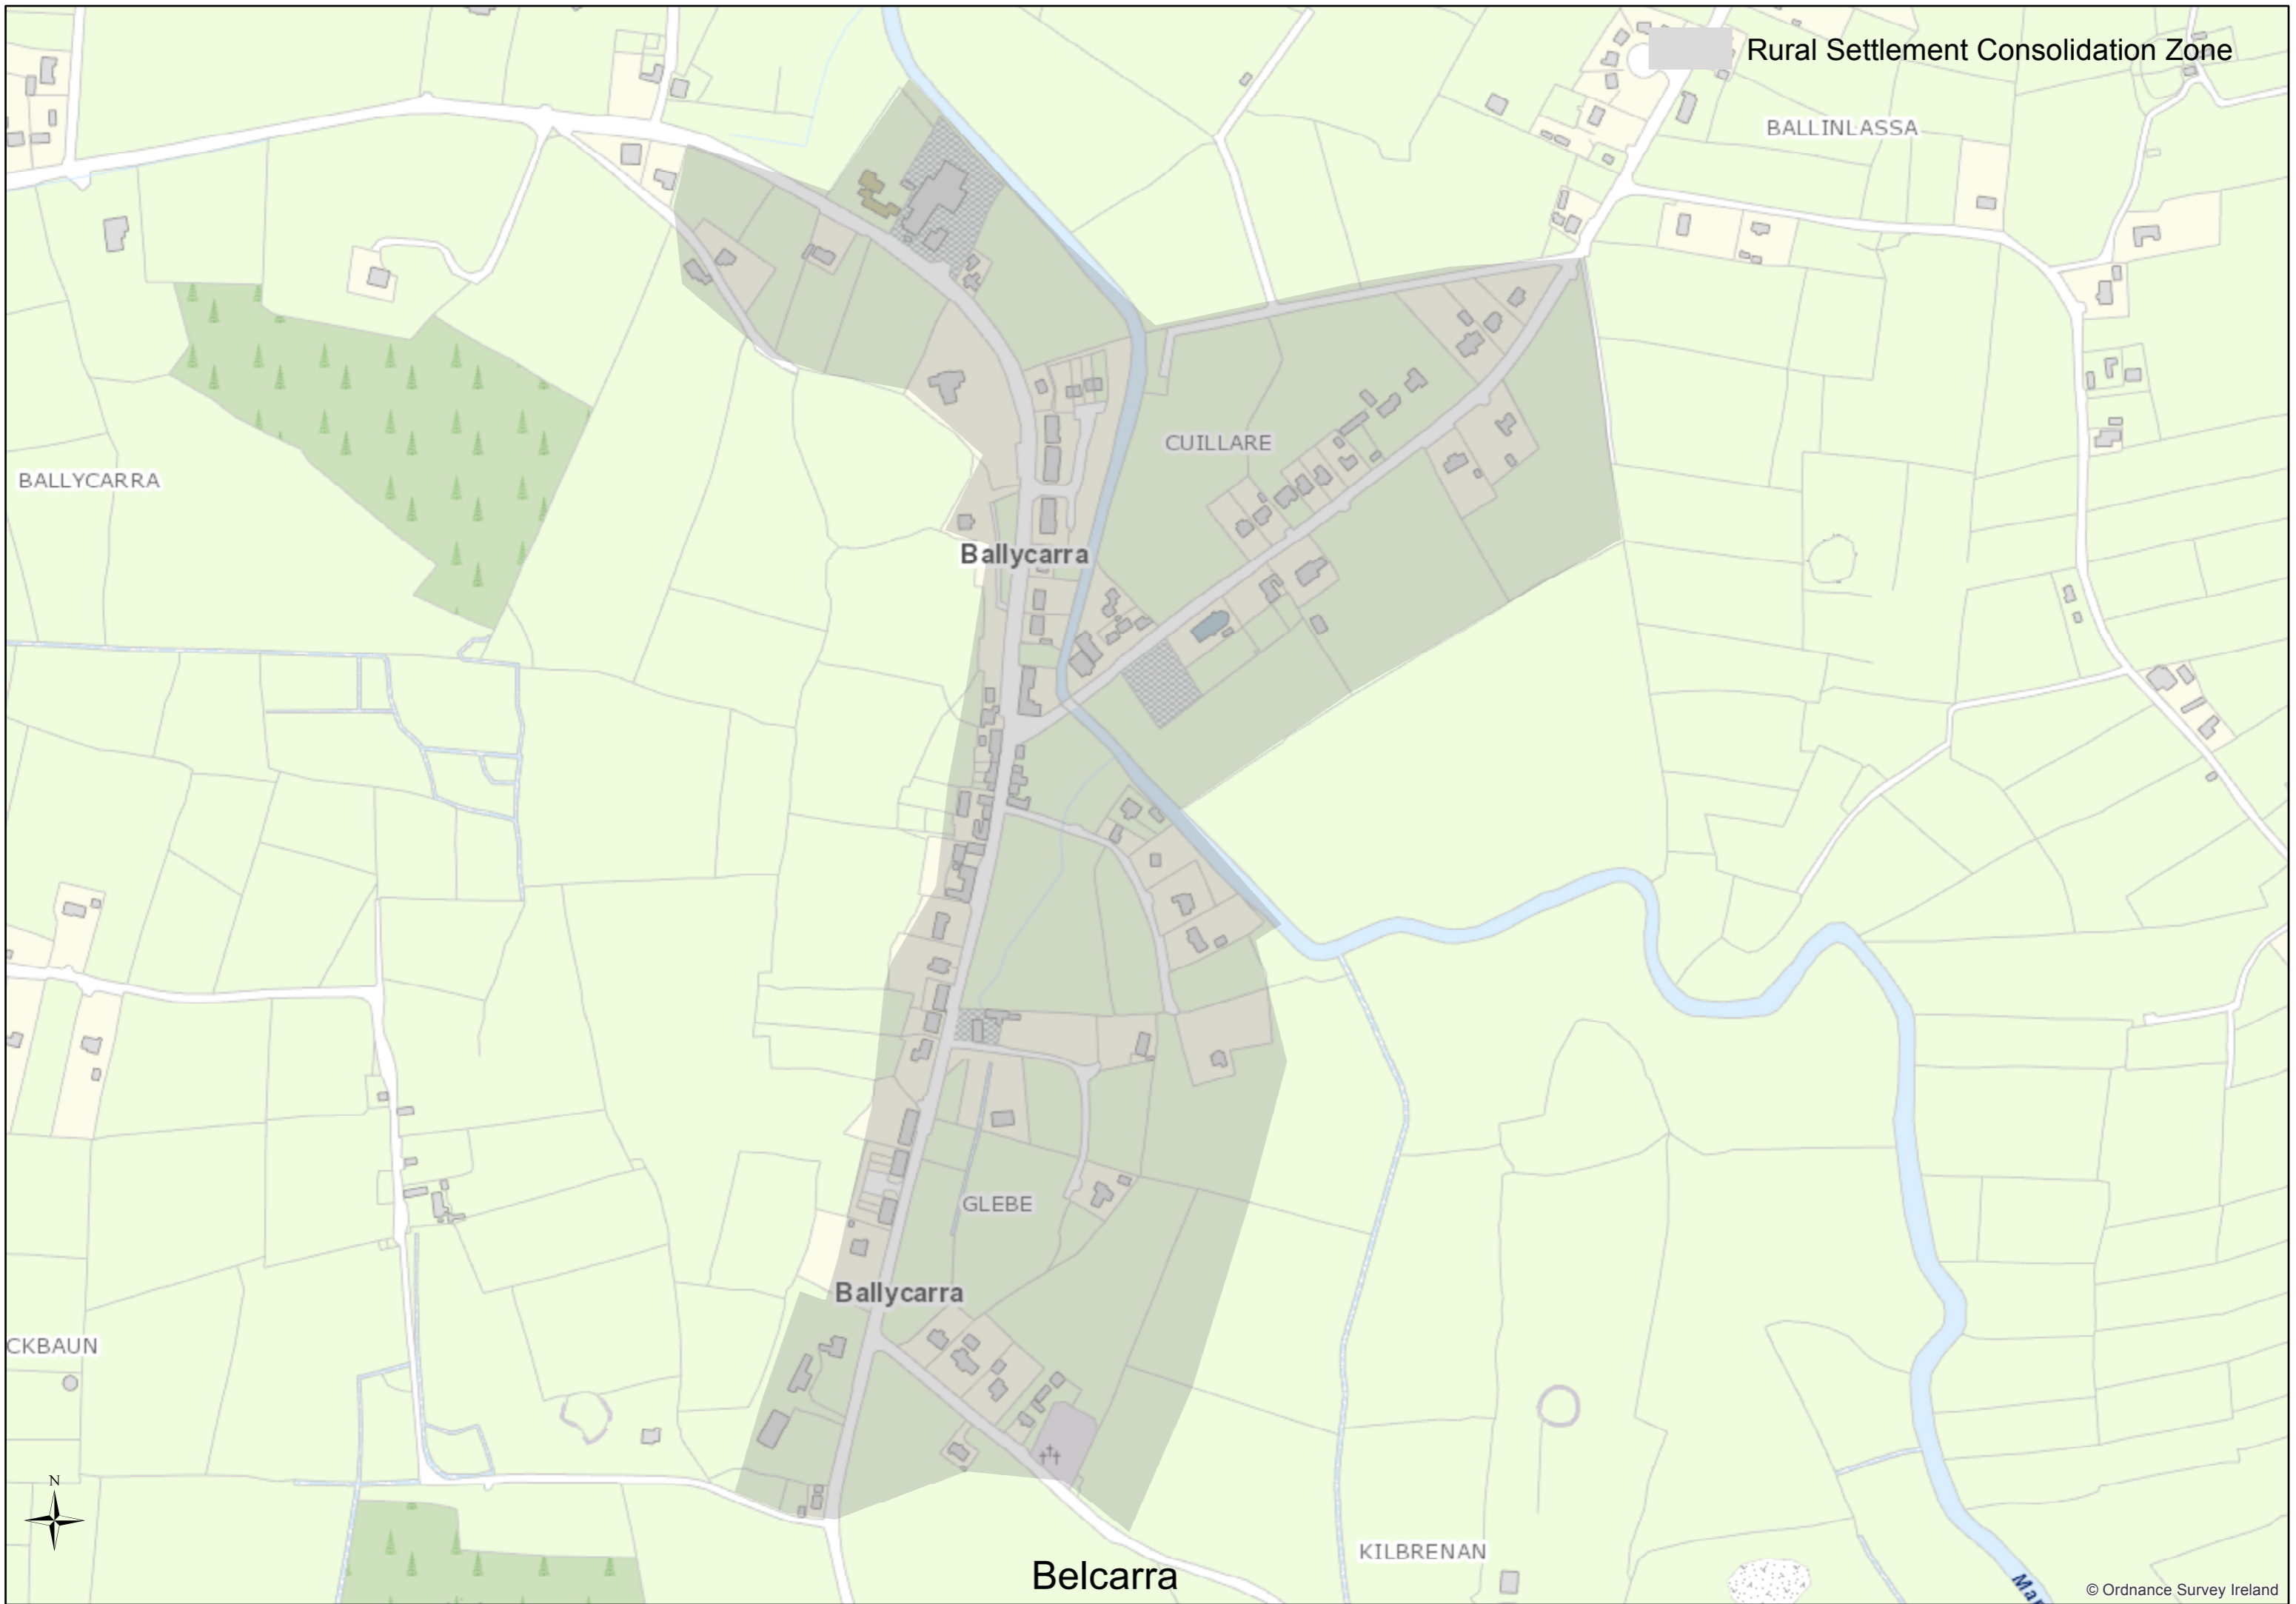 Rural Settlement Consolidation Zone
BALLINLASSA
CUILLARE
BALLYCARRA
Ballycarra
GLEBE
Ballycarra
CKBAUN
N
KILBRENAN
Belcarra
© Ordnance Survey Ireland